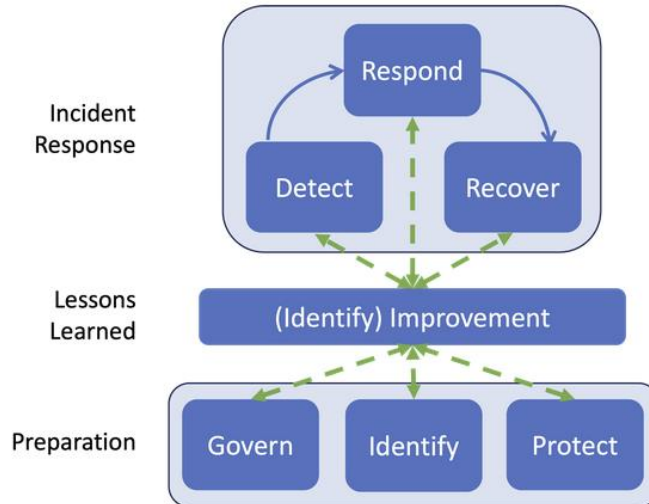 Respond
Incident
Response
Detect
Recover
Lessons
Learned
(Identify) Improvement
Preparation
Govern
Identify
Protect